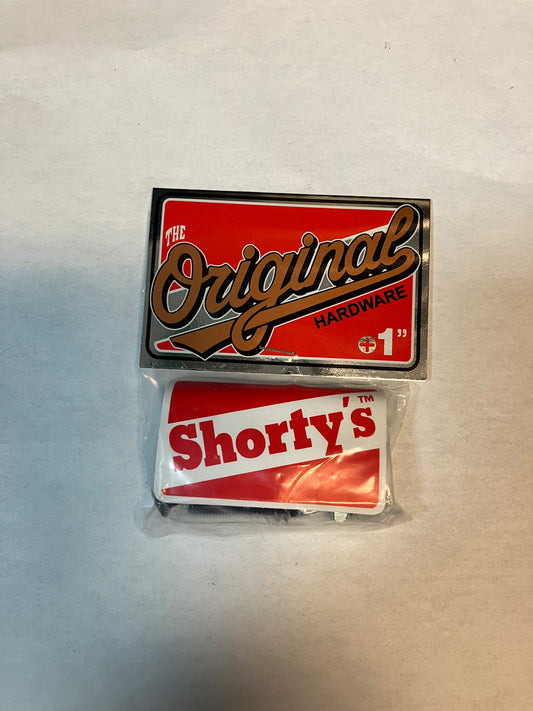 THE
Original
HARDWARE
1"
Shorty's™